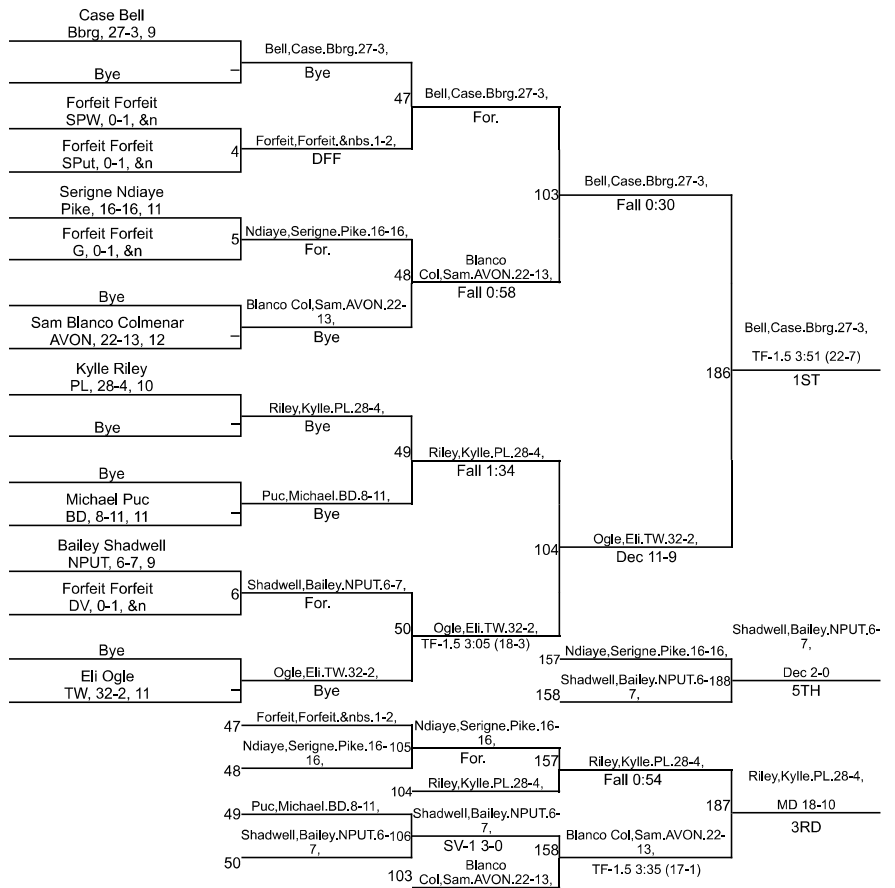 Case Bell
Bbrg, 27-3, 9
Bye
Forfeit Forfeit
SPW, 0-1, &n
Forfeit Forfeit
SPut, 0-1, &n
4
Serigne Ndiaye
Pike, 16-16, 11
Forfeit Forfeit
G, 0-1, &n
5
Bye
Sam Blanco Colmenar
AVON, 22-13, 12
Kylle Riley
PL, 28-4, 10
Bye
Bye
Michael Puc
BD, 8-11, 11
Bailey Shadwell
NPUT, 6-7, 9
Forfeit Forfeit
DV, 0-1, &n
6
Bye
Eli Ogle
TW, 32-2, 11
Bell,Case.Bbrg.27-3,
Bye
47
Forfeit,Forfeit.&nbs.1-2,
DFF
Ndiaye,Serigne.Pike.16-16,
For.
48
Blanco Col,Sam.AVON.22-
13,
Bye
Riley,Kylle.PL.28-4,
Bye
49
Puc,Michael.BD.8-11,
Bye
Shadwell,Bailey.NPUT.6-7,
For.
50
Ogle,Eli.TW.32-2,
Bye
Bell,Case.Bbrg.27-3,
For.
103
Blanco
Col,Sam.AVON.22-13,
Fall 0:58
Riley,Kylle.PL.28-4,
Fall 1:34
104
Ogle,Eli.TW.32-2,
TF-1.5 3:05 (18-3)
Bell,Case.Bbrg.27-3,
Fall 0:30
186
Ogle,Eli.TW.32-2,
Dec 11-9
Bell,Case.Bbrg.27-3,
TF-1.5 3:51 (22-7)
1ST
157
Ndiaye,Serigne.Pike.16-16,
158
Shadwell,Bailey.NPUT.6-
7,
188
Shadwell,Bailey.NPUT.6-
7,
Dec 2-0
5TH
47
Forfeit,Forfeit.&nbs.1-2,
48
Ndiaye,Serigne.Pike.16-
16,
105
Ndiaye,Serigne.Pike.16-
16,
For.
104
Riley,Kylle.PL.28-4,
157
Riley,Kylle.PL.28-4,
Fall 0:54
49
Puc,Michael.BD.8-11,
50
Shadwell,Bailey.NPUT.6-
7,
106
Shadwell,Bailey.NPUT.6-
7,
SV-1 3-0
103
Blanco
Col,Sam.AVON.22-13,
158
Blanco Col,Sam.AVON.22-
13,
TF-1.5 3:35 (17-1)
187
Riley,Kylle.PL.28-4,
MD 18-10
3RD